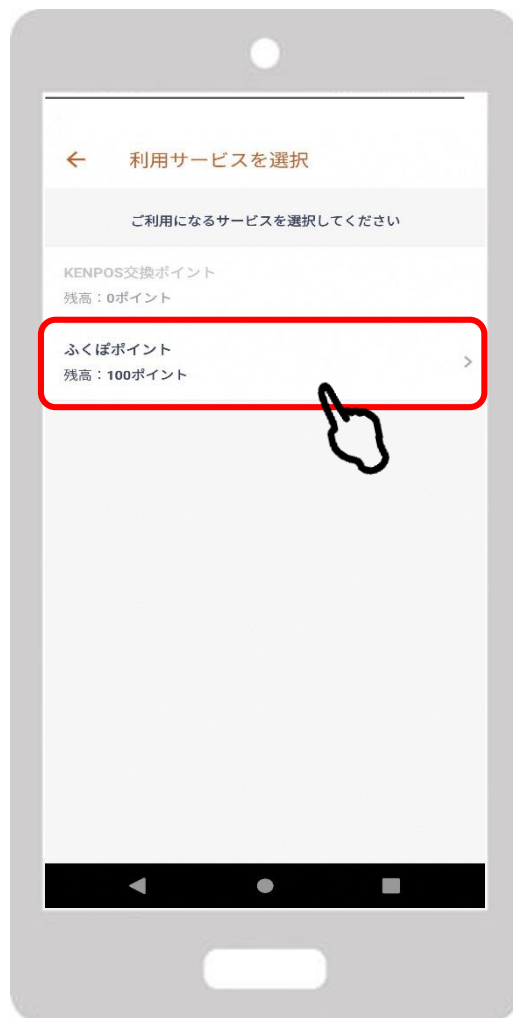 利用サービスを選択
ご利用になるサービスを選択してください
KENPOS交換ポイント
残高：0ポイント
ふくぽポイント
残高：100ポイント